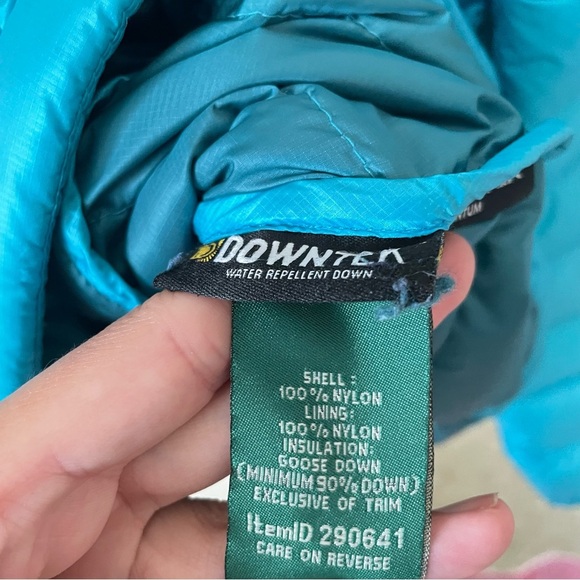 DOWNTEK
WATER REPELLENT DOWN
SHELL :
100% NYLON
LINING:
100% NYLON
INSULATION:
GOOSE DOWN
(MINIMUM 90% DOWN)
EXCLUSIVE OF TRIM
ItemID 290641
CARE ON REVERSE